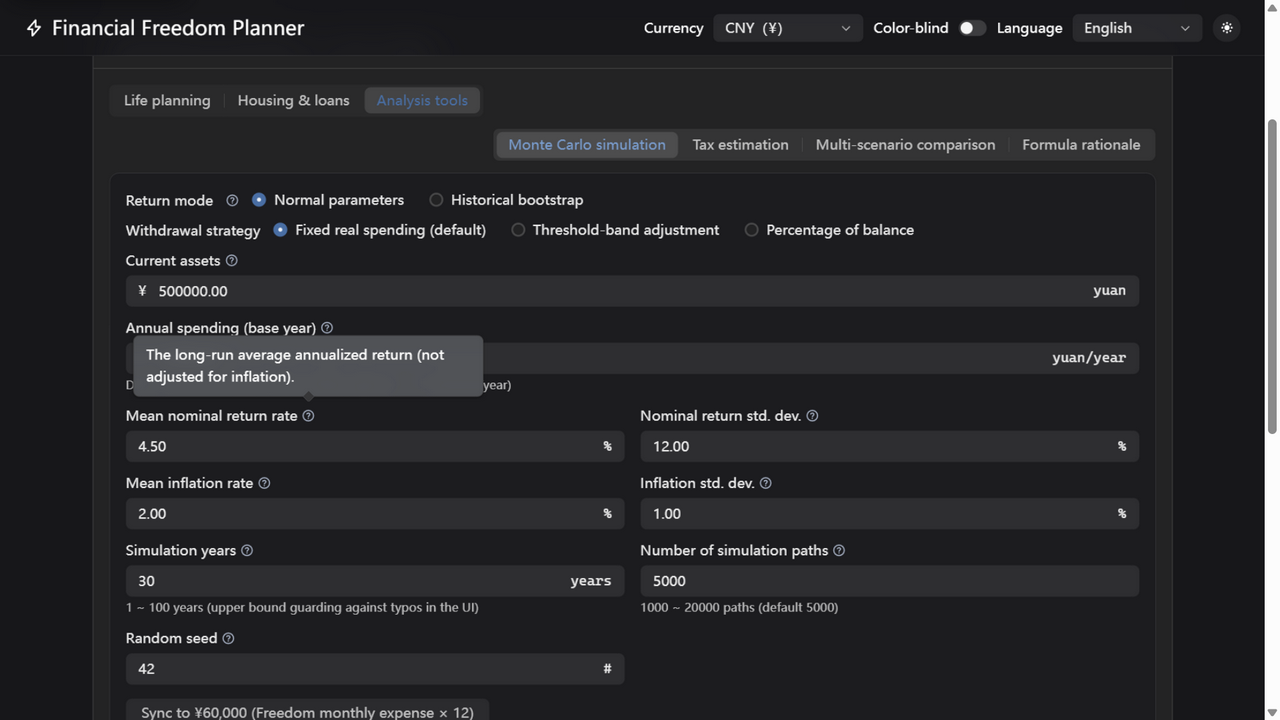 Financial Freedom Planner
Currency CNY (¥) Color-blind Language English
Life planning Housing & loans Analysis tools
Monte Carlo simulation Tax estimation Multi-scenario comparison Formula rationale
Return mode Normal parameters Historical bootstrap
Withdrawal strategy Fixed real spending (default) Threshold-band adjustment Percentage of balance
Current assets
¥ 500000.00 yuan
Annual spending (base year)
The long-run average annualized return (not
adjusted for inflation).
yuan/year
year)
Mean nominal return rate Nominal return std. dev.
4.50 % 12.00 %
Mean inflation rate Inflation std. dev.
2.00 % 1.00 %
Simulation years Number of simulation paths
30 years 5000
1 ~ 100 years (upper bound guarding against typos in the UI) 1000 ~ 20000 paths (default 5000)
Random seed
42 #
Sync to ¥60,000 (Freedom monthly expense × 12)